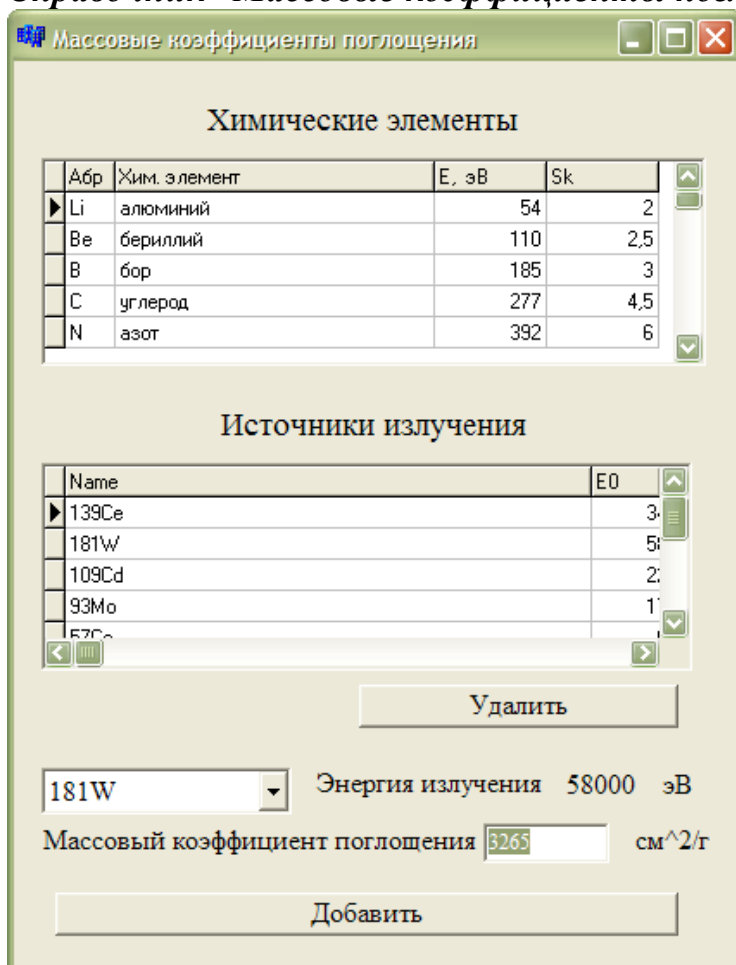 Массовые коэффициенты поглощения
Химические элементы
Абр Хим. элемент E, эВ Sk
Li алюминий 54 2
Be бериллий 110 2,5
B бор 185 3
C углерод 277 4,5
N азот 392 6
Источники излучения
Name E0
139Ce
181W
109Cd
93Mo
Удалить
181W Энергия излучения 58000 эВ
Массовый коэффициент поглощения 3265 см^2/г
Добавить